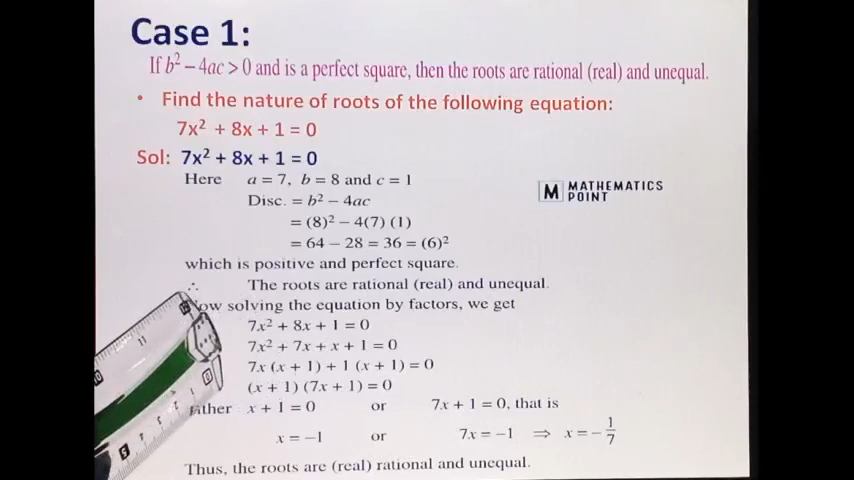 Case 1:
If b² – 4ac > 0 and is a perfect square, then the roots are rational (real) and unequal.
• Find the nature of roots of the following equation:
7x² + 8x + 1 = 0
Sol: 7x² + 8x + 1 = 0
Here a = 7, b = 8 and c = 1
M MATHEMATICS POINT
Disc. = b² – 4ac
= (8)² – 4(7) (1)
= 64 – 28 = 36 = (6)²
which is positive and perfect square.
∴ The roots are rational (real) and unequal.
solving the equation by factors, we get
7x² + 8x + 1 = 0
7x² + 7x + x + 1 = 0
7x (x + 1) + 1 (x + 1) = 0
(x + 1) (7x + 1) = 0
x + 1 = 0 or 7x + 1 = 0, that is
x = –1 or 7x = –1 ⇒ x = – 1/7
Thus, the roots are (real) rational and unequal.